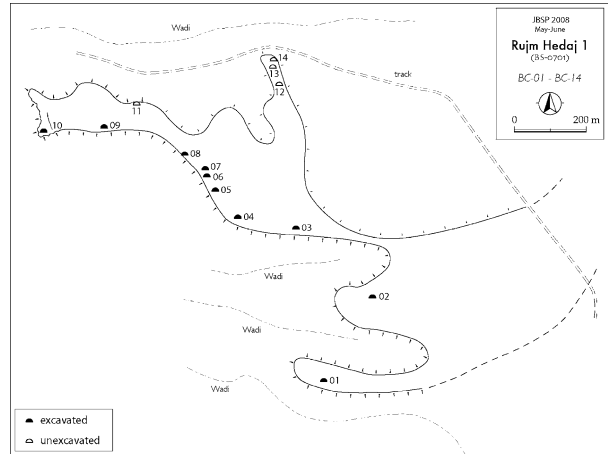 Wadi
JBSP 2008
May-June
Rujm Hedaj 1
(BS-0701)
BC-01 - BC-14
0 200 m
track
14
13
12
11
10
09
08
07
06
05
04
03
Wadi
02
Wadi
01
Wadi
excavated
unexcavated